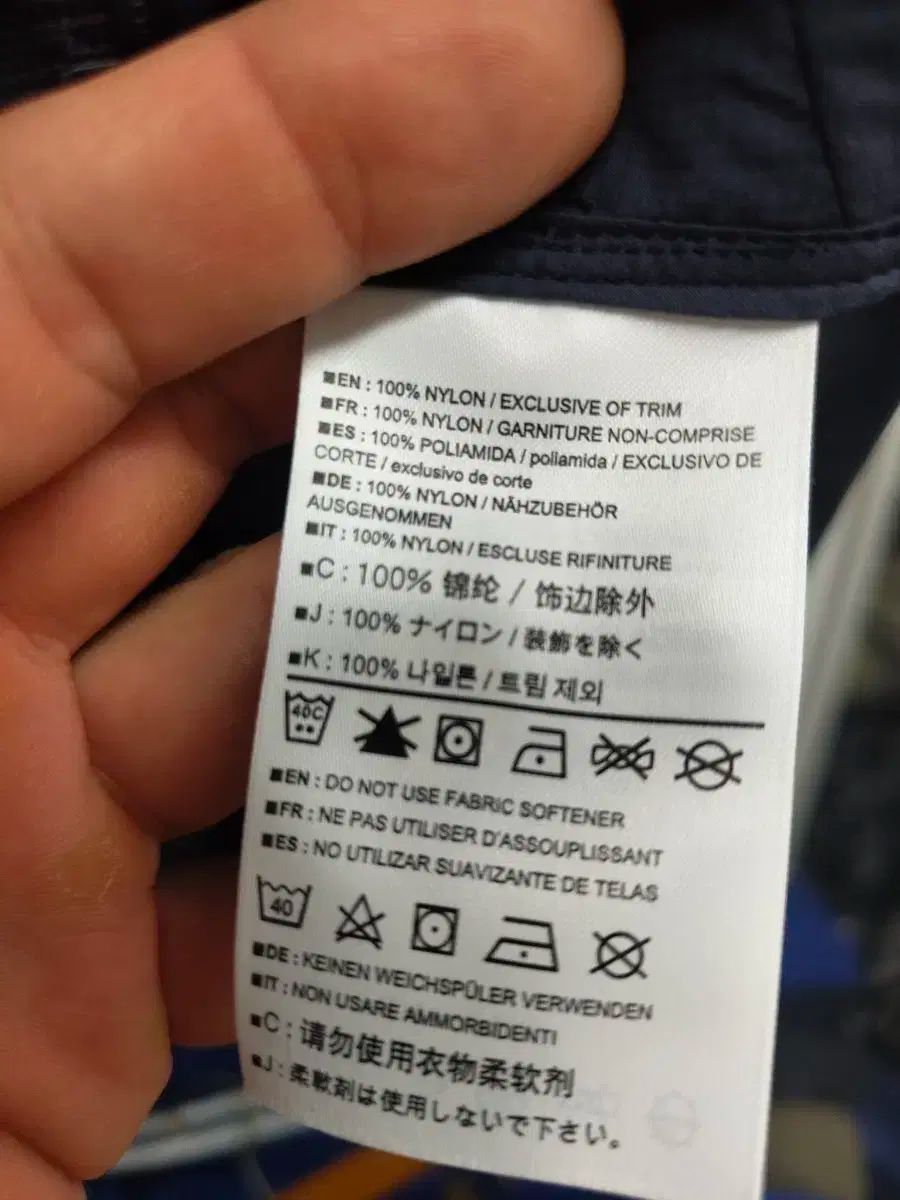 ■EN : 100% NYLON / EXCLUSIVE OF TRIM
■FR : 100% NYLON / GARNITURE NON-COMPRISE
■ES : 100% POLIAMIDA / poliamida / EXCLUSIVO DE
CORTE / exclusivo de corte
■DE : 100% NYLON / NÄHZUBEHÖR
AUSGENOMMEN
■IT : 100% NYLON / ESCLUSE RIFINITURE
■C : 100% 锦纶 / 饰边除外
■J : 100% ナイロン / 装飾を除く
■K : 100% 나일론 / 트림 제외
40C
■EN : DO NOT USE FABRIC SOFTENER
■FR : NE PAS UTILISER D'ASSOUPLISSANT
■ES : NO UTILIZAR SUAVIZANTE DE TELAS
40
■DE : KEINEN WEICHSPÜLER VERWENDEN
■IT : NON USARE AMMORBIDENTI
■C : 请勿使用衣物柔软剂
■J : 柔軟剤は使用しないで下さい。